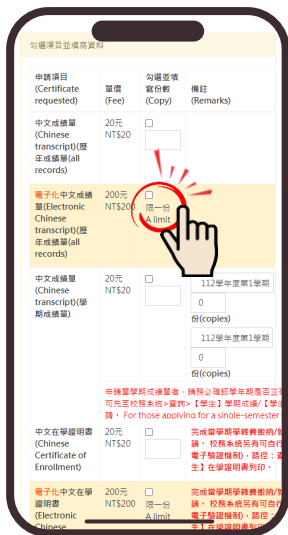 勾選項目並填寫資料
申請項目
(Certificate
requested)
單價
(Fee)
勾選並填
寫份數
(Copy)
備註
(Remarks)
中文成績單
(Chinese
transcript)(歷
年成績單(all
records)
20元
NT$20
電子化中文成績
單(Electronic
Chinese
transcript)(歷
年成績單(all
records)
200元
NT$200
限一份
A limit
中文成績單
(Chinese
transcript)(學
期成績單)
20元
NT$20
112學年度第1學期
0
份(copies)
112學年度第1學期
0
份(copies)
申請單學期成績單者，請務必確認學年期是否正
可先至校務系統>查詢>【學生】學期成績/【學
請。For those applying for a single-semester
中文在學證明書
(Chinese
Certificate of
Enrollment)
20元
NT$20
完成當學期學雜費繳納/
請。校務系統另有可自行
電子驗證機制)，路徑：
生】在學證明書列印。
電子化中文在學
證明書
(Electronic
Chinese
200元
NT$200
限一份
A limit
完成當學期學雜費繳納/
請。校務系統另有可自行
電子驗證機制)，路徑：
生】在學證明書列印